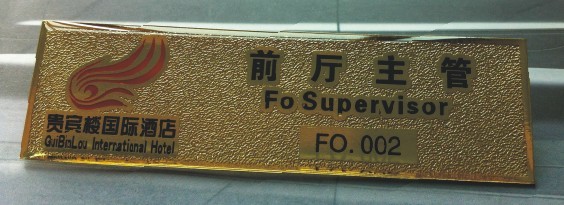 贵宾楼国际酒店
GuiBinLou International Hotel
前厅主管
Fo Supervisor
FO. 002